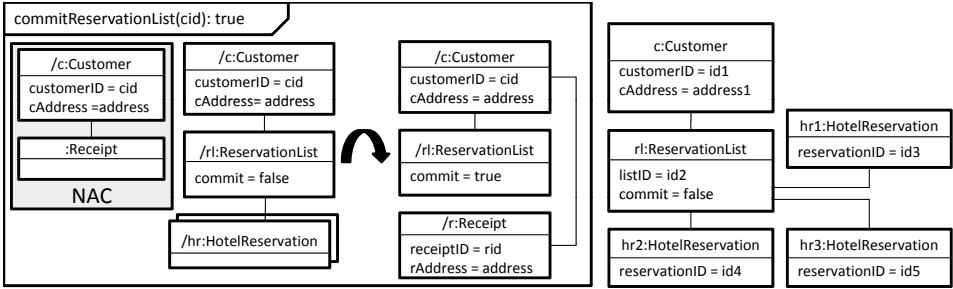 commitReservationList(cid): true
/c:Customer
customerID = cid
cAddress =address
:Receipt
NAC
/c:Customer
customerID = cid
cAddress= address
/rl:ReservationList
commit = false
/hr:HotelReservation
/c:Customer
customerID = cid
cAddress = address
/rl:ReservationList
commit = true
/r:Receipt
receiptID = rid
rAddress = address
c:Customer
customerID = id1
cAddress = address1
rl:ReservationList
listID = id2
commit = false
hr1:HotelReservation
reservationID = id3
hr2:HotelReservation
reservationID = id4
hr3:HotelReservation
reservationID = id5